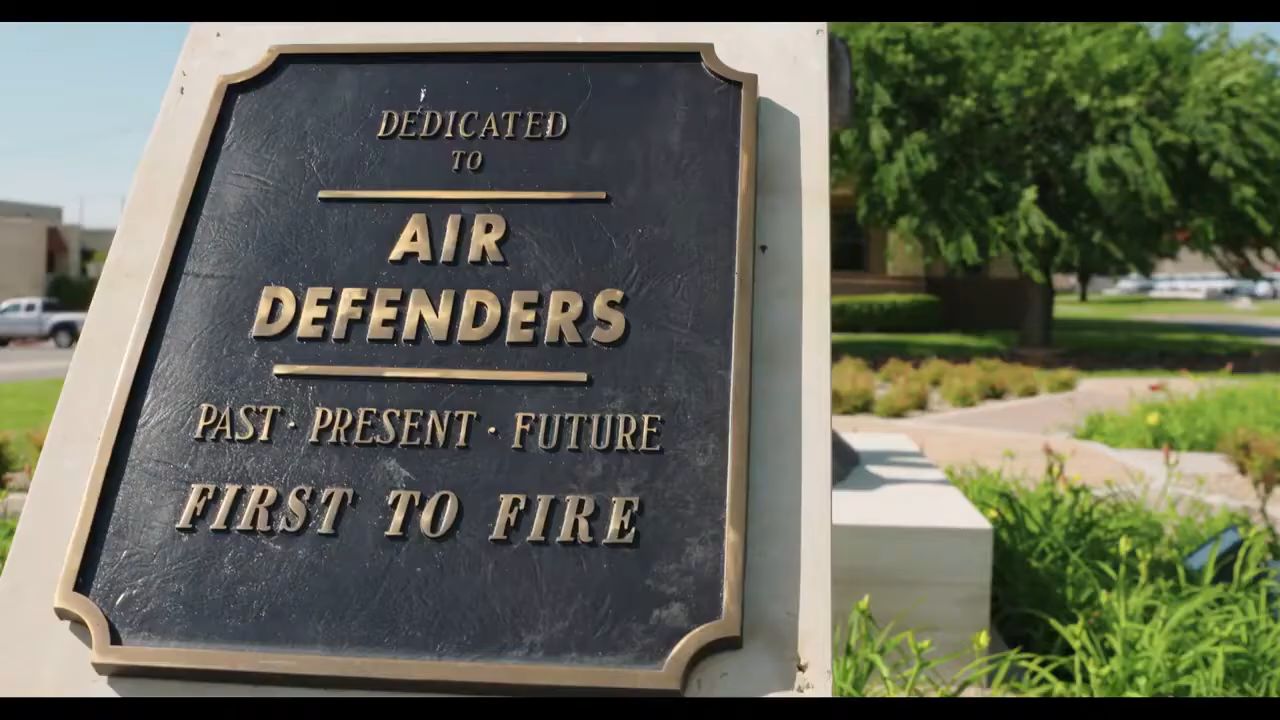 DEDICATED
TO
AIR
DEFENDERS
PAST · PRESENT · FUTURE
FIRST TO FIRE